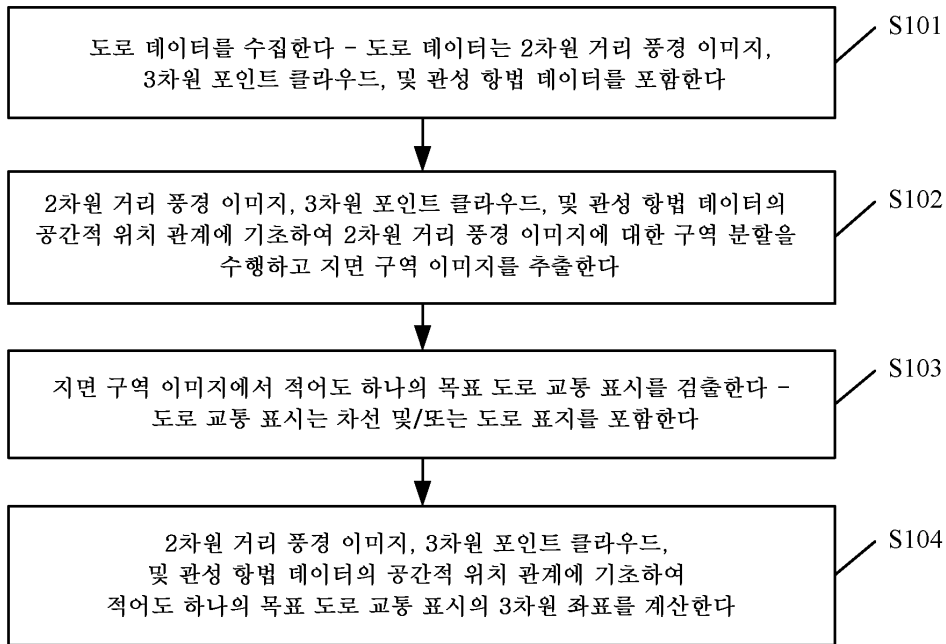 도로 데이터를 수집한다 – 도로 데이터는 2차원 거리 풍경 이미지,
3차원 포인트 클라우드, 및 관성 항법 데이터를 포함한다
S101
2차원 거리 풍경 이미지, 3차원 포인트 클라우드, 및 관성 항법 데이터의
공간적 위치 관계에 기초하여 2차원 거리 풍경 이미지에 대한 구역 분할을
수행하고 지면 구역 이미지를 추출한다
S102
지면 구역 이미지에서 적어도 하나의 목표 도로 교통 표시를 검출한다 –
도로 교통 표시는 차선 및/또는 도로 표지를 포함한다
S103
2차원 거리 풍경 이미지, 3차원 포인트 클라우드,
및 관성 항법 데이터의 공간적 위치 관계에 기초하여
적어도 하나의 목표 도로 교통 표시의 3차원 좌표를 계산한다
S104